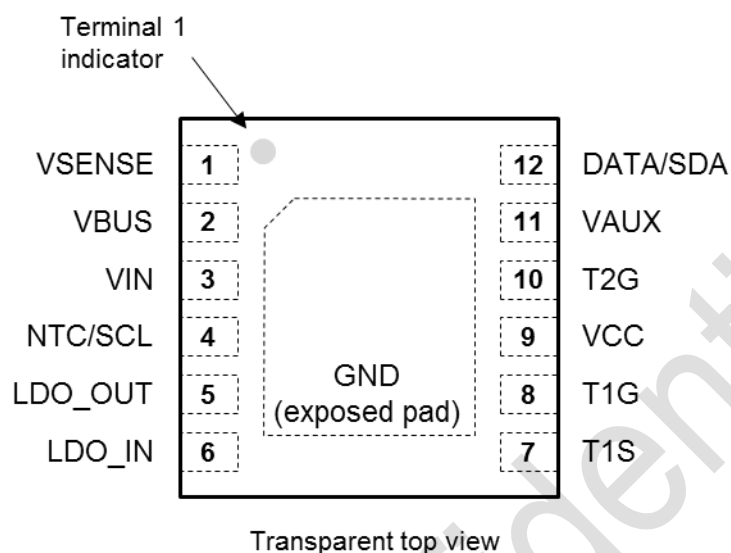 Terminal 1
indicator
VSENSE 1
VBUS 2
VIN 3
NTC/SCL 4
LDO_OUT 5
LDO_IN 6
12 DATA/SDA
11 VAUX
10 T2G
9 VCC
8 T1G
7 T1S
GND
(exposed pad)
Transparent top view